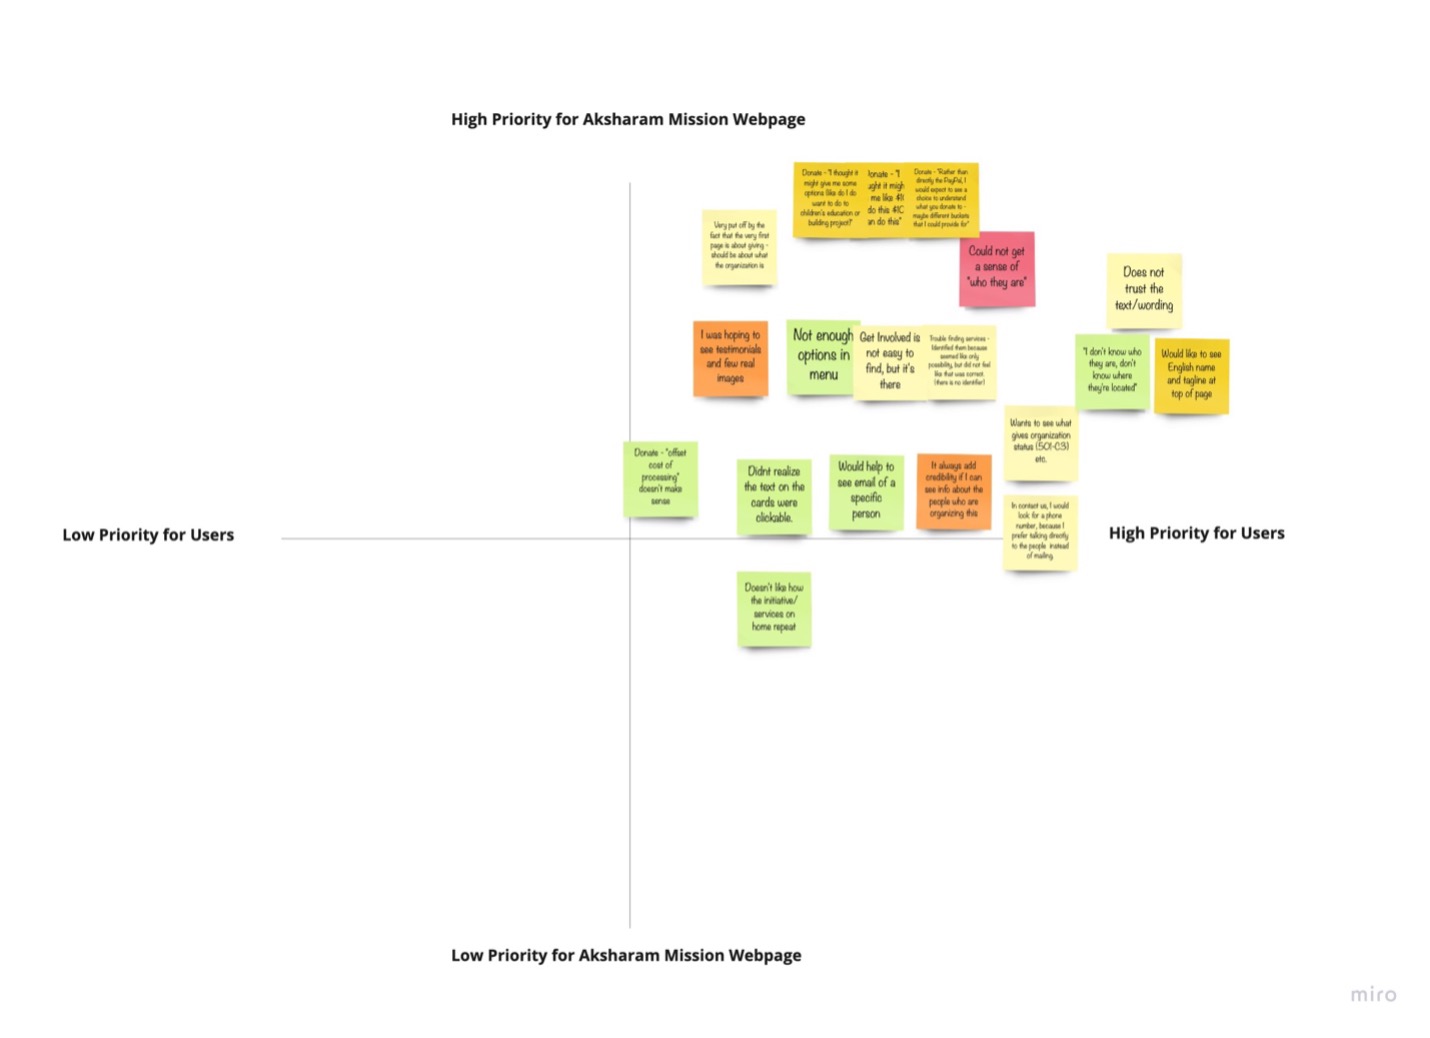 High Priority for Aksharam Mission Webpage
Donate - "I thought it
might give me some
options like do I do
want to do to
children's education or
building project?"
onate - "I
ught it migh
me like $1
do this $1C
an do this"
Donate - "Rather than
directly the PayPal, I
would expect to see a
choice to understand
what you donate to -
maybe different buckets
that I could provide for"
Very put off by the
fact that the very first
page is about giving -
should be about what
the organization is
Could not get
a sense of
"who they are"
Does not
trust the
text/wording
I was hoping to
see testimonials
and few real
images
Not enough
options in
menu
Get Involved is
not easy to
find, but it's
there
Trouble finding services -
Identified them because
seemed like only
possibility, but did not feel
like that was correct
(there is no identifier)
"I don't know who
they are, don't
know where
they're located"
Would like to see
English name
and tagline at
top of page
Wants to see what
gives organization
status (501-C3)
etc.
Donate - "offset
cost of
processing"
doesn't make
sense
Didnt realize
the text on the
cards were
clickable.
Would help to
see email of a
specific
person
It always add
credibility if I can
see info about the
people who are
organizing this
In contact us, I would
look for a phone
number, because I
prefer talking directly
to the people instead
of mailing
Low Priority for Users
High Priority for Users
Doesn't like how
the initiative/
services on
home repeat
Low Priority for Aksharam Mission Webpage
miro